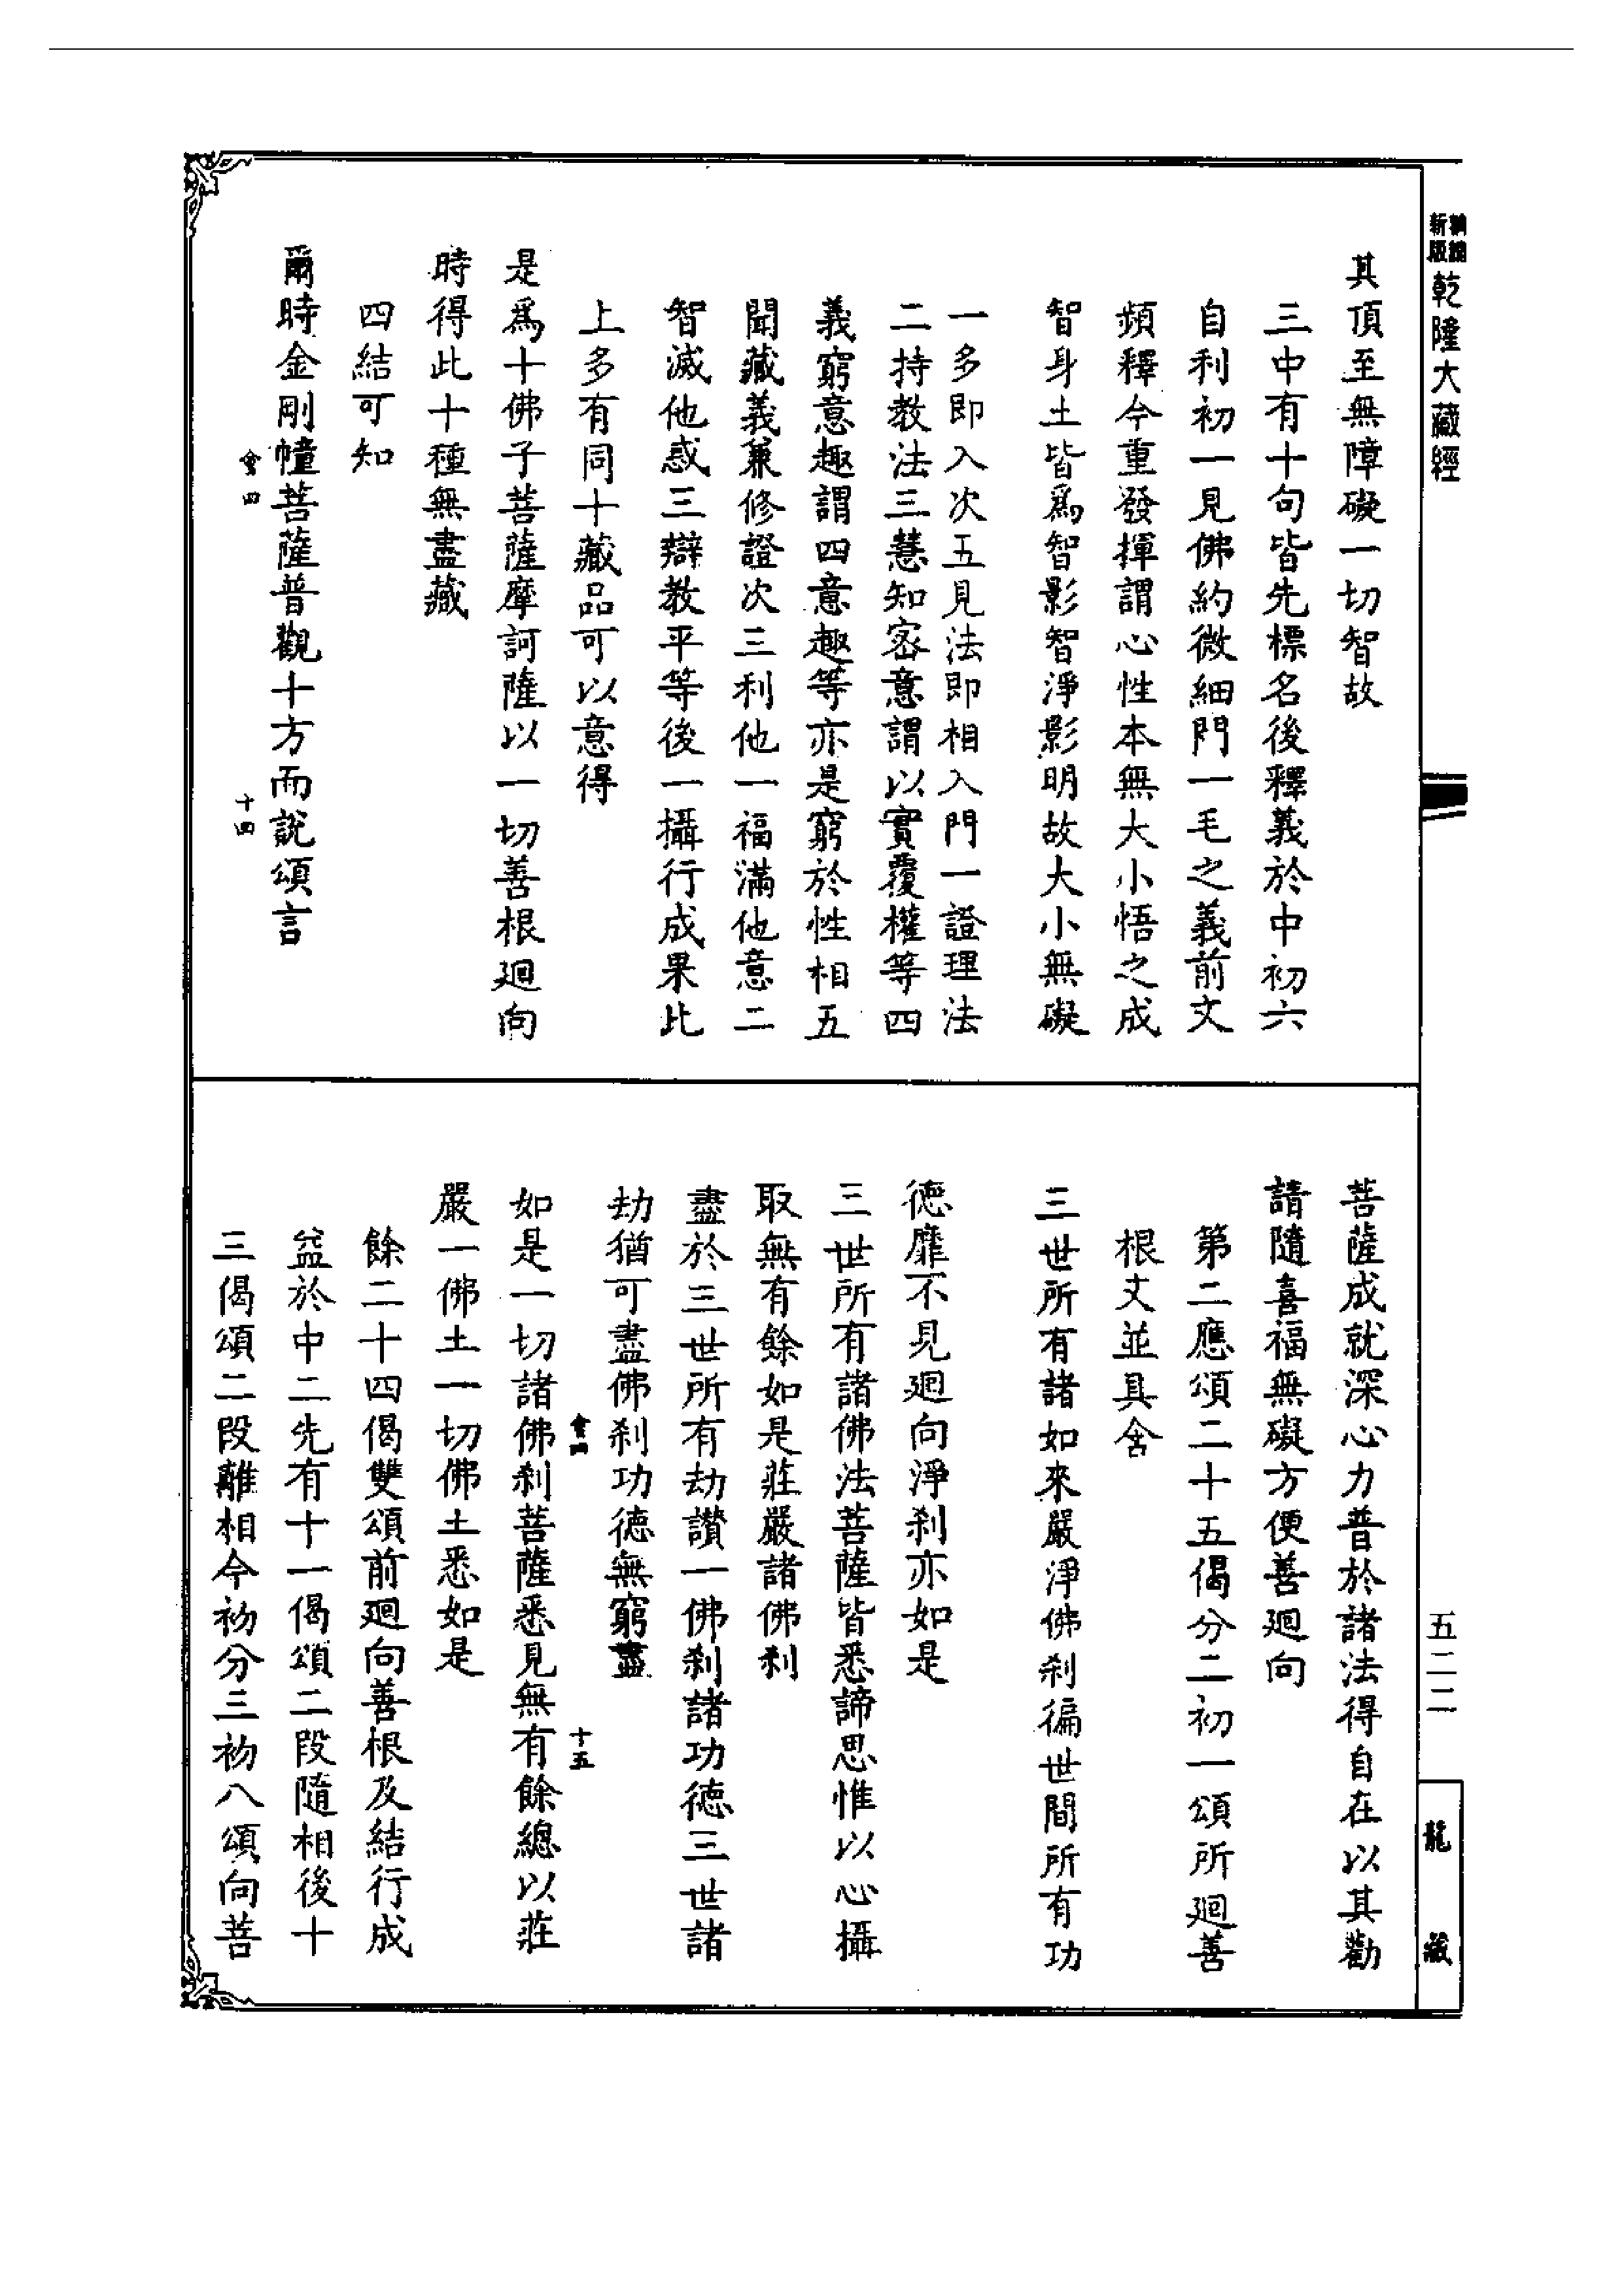 新版
乾隆大藏經
其頂至無障礙一切智故
三中有十句皆先標名後釋義於中初六
自利初一見佛約微細門一毛之義前文
頻釋今重發揮謂心性本無大小悟之成
智身土皆爲智影智淨影明故大小無礙
一多即入次五見法即相入門一證理法
二持教法三慧知密意謂以實覆權等四
義窮意趣謂四意趣等亦是窮於性相五
聞藏義兼修證次三利他一福滿他意二
智滅他惑三辯教平等後一攝行成果此
上多有同十藏品可以意得
是爲十佛子菩薩摩訶薩以一切善根廻向
時得此十種無盡藏
四結可知
爾時金剛幢菩薩普觀十方而說頌言
會四 十四
菩薩成就深心力普於諸法得自在以其勸
請隨喜福無礙方便善廻向
第二應頌二十五偈分二初一頌所廻善
根文並具含
三世所有諸如來嚴淨佛刹徧世間所有功
德靡不見廻向淨刹亦如是
三世所有諸佛法菩薩皆悉諦思惟以心攝
取無有餘如是莊嚴諸佛刹
盡於三世所有劫讚一佛刹諸功德三世諸
劫猶可盡佛刹功德無窮盡
會四 十五
如是一切諸佛刹菩薩悉見無有餘總以莊
嚴一佛土一切佛土悉如是
餘二十四偈雙頌前廻向善根及結行成
益於中二先有十一偈頌二段隨相後十
三偈頌二段離相今初分三初八頌向菩
五二二
龍藏